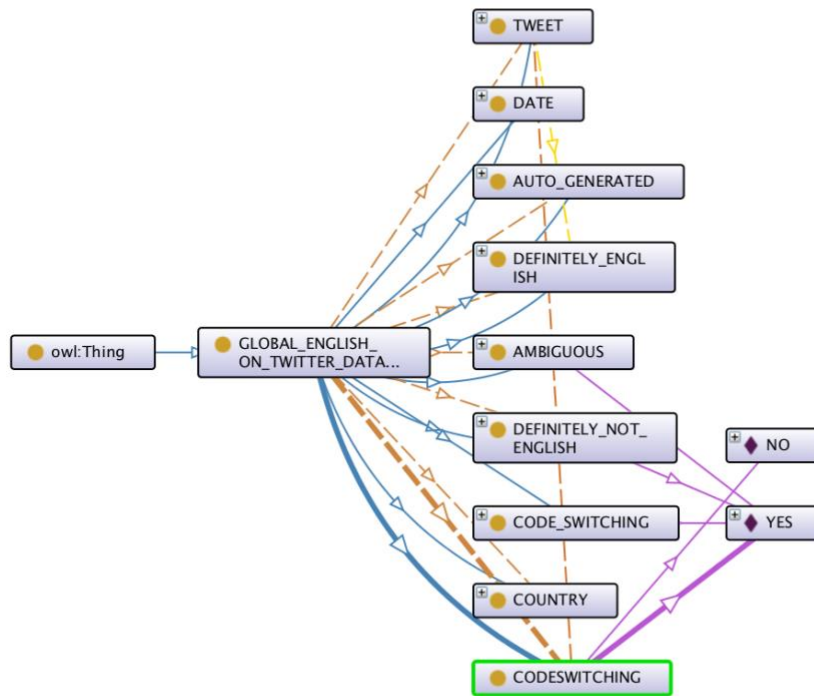 TWEET
DATE
AUTO_GENERATED
DEFINITELY_ENGL
ISH
owl:Thing
GLOBAL_ENGLISH_
ON_TWITTER_DATA...
AMBIGUOUS
DEFINITELY_NOT_
ENGLISH
NO
CODE_SWITCHING
YES
COUNTRY
CODESWITCHING